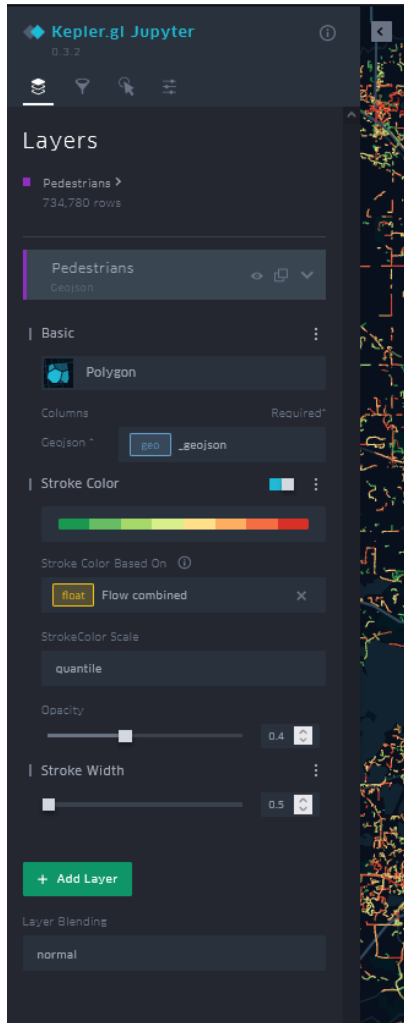 Kepler.gl Jupyter
0.3.2
Layers
Pedestrians
734,780 rows
Pedestrians
Geojson
Basic
Polygon
Columns Required*
Geojson * geo _geojson
Stroke Color
Stroke Color Based On
float Flow combined
StrokeColor Scale
quantile
Opacity
0.4
Stroke Width
0.5
+ Add Layer
Layer Blending
normal